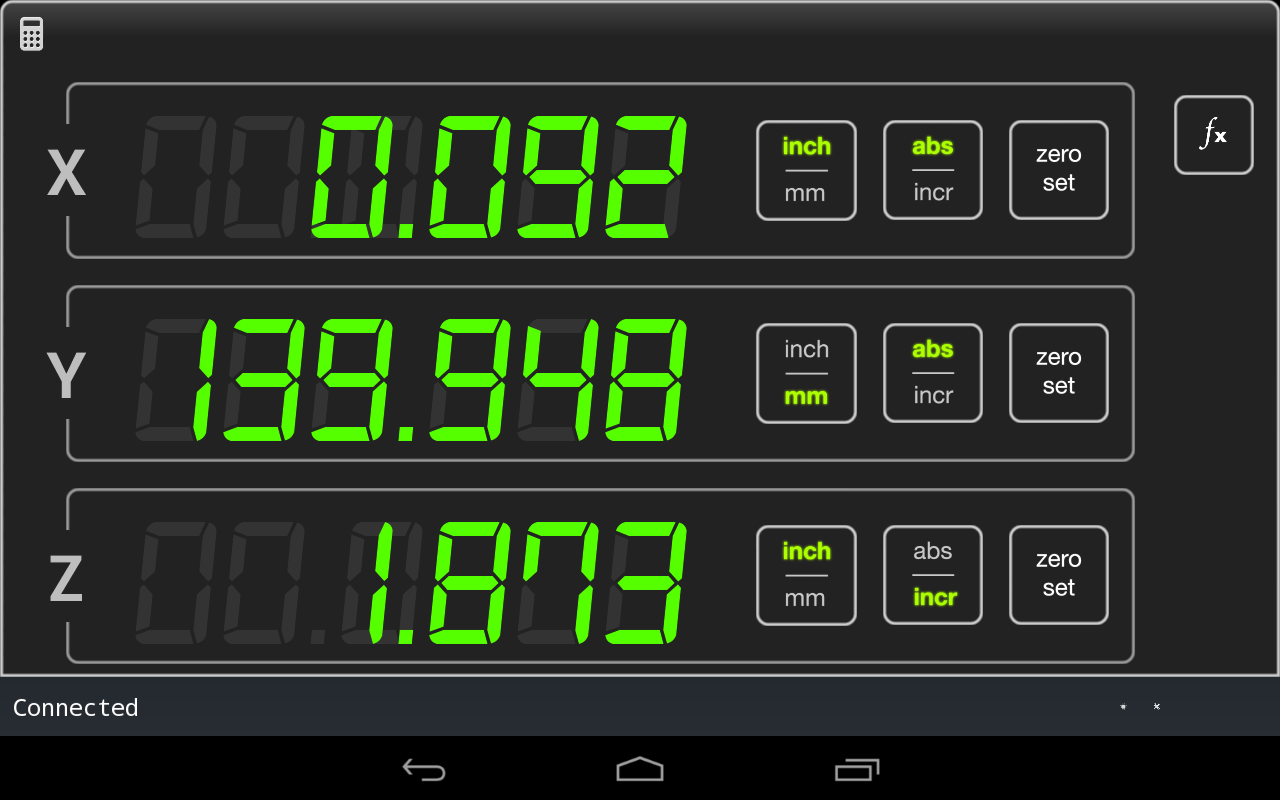 X 0.092 inch mm abs incr zero set
fx
Y 139.948 inch mm abs incr zero set
Z 1.873 inch mm abs incr zero set
Connected